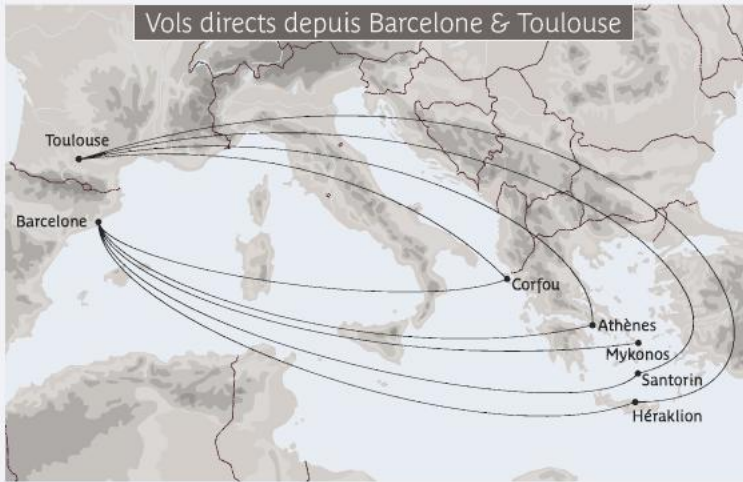 Vols directs depuis Barcelone & Toulouse
Toulouse
Barcelone
Corfou
Athènes
Mykonos
Santorin
Héraklion